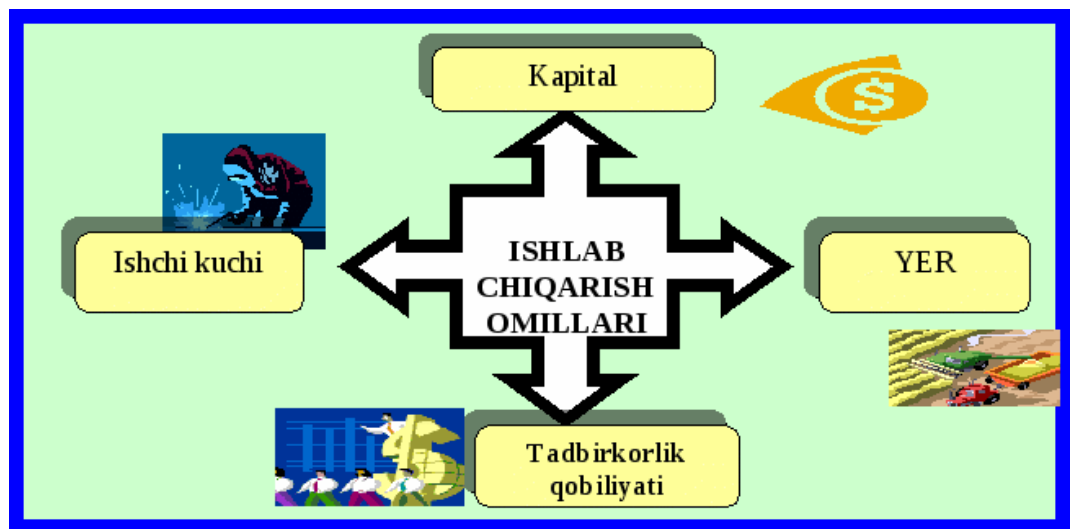 Kapital
Ishchi kuchi
ISHLAB
CHIQARISH
OMILLARI
YER
Tadbirkorlik
qobiliyati